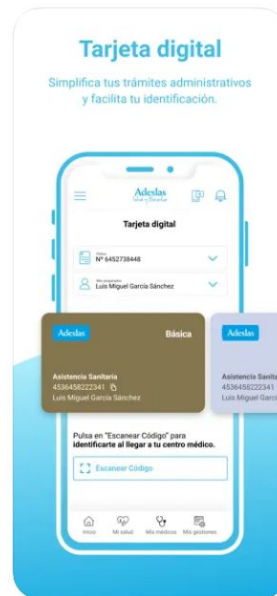 Tarjeta digital
Simplifica tus trámites administrativos
y facilita tu identificación.
Adeslas
Tarjeta digital
Nº 6452738448
Luis Miguel García Sánchez
Adeslas
Básica
Asistencia Sanitaria
4536458222341
Luis Miguel García Sánchez
Adeslas
Asistencia Sanita
4536458222341
Luis Miguel Garcí
Pulsa en "Escanear Código" para
identificarte al llegar a tu centro médico.
Escanear Código
Inicio
Mi salud
Mis médicos
Mis gestiones